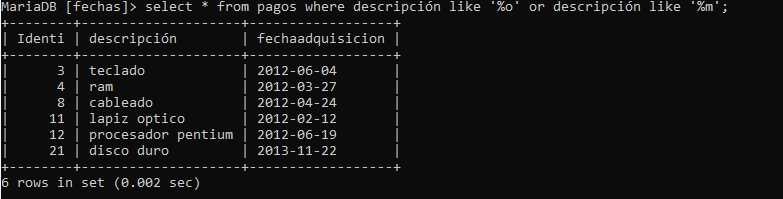 MariaDB [fechas]> select * from pagos where descripción like '%o' or descripción like '%m';
+--------+-------------------+------------------+
| Identi | descripción       | fechaadquisicion |
+--------+-------------------+------------------+
|      3 | teclado           | 2012-06-04       |
|      4 | ram               | 2012-03-27       |
|      8 | cableado          | 2012-04-24       |
|     11 | lapiz optico      | 2012-02-12       |
|     12 | procesador pentium | 2012-06-19       |
|     21 | disco duro        | 2013-11-22       |
+--------+-------------------+------------------+
6 rows in set (0.002 sec)